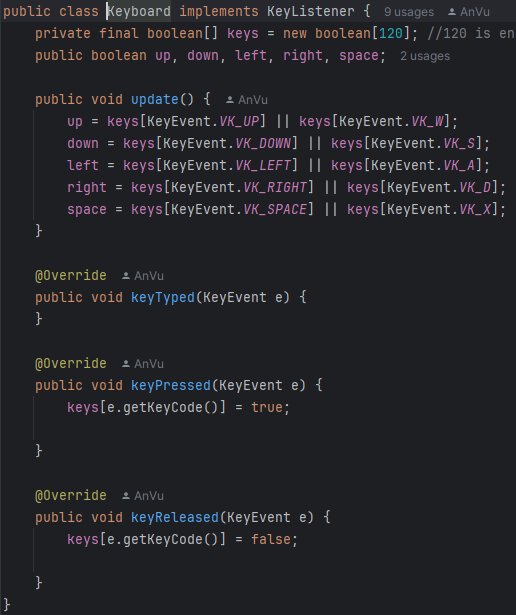 public class Keyboard implements KeyListener { 9 usages AnVu
    private final boolean[] keys = new boolean[120]; //120 is en
    public boolean up, down, left, right, space; 2 usages
    public void update() { AnVu
        up = keys[KeyEvent.VK_UP] || keys[KeyEvent.VK_W];
        down = keys[KeyEvent.VK_DOWN] || keys[KeyEvent.VK_S];
        left = keys[KeyEvent.VK_LEFT] || keys[KeyEvent.VK_A];
        right = keys[KeyEvent.VK_RIGHT] || keys[KeyEvent.VK_D];
        space = keys[KeyEvent.VK_SPACE] || keys[KeyEvent.VK_X];
    }
    @Override AnVu
    public void keyTyped(KeyEvent e) {
    }
    @Override AnVu
    public void keyPressed(KeyEvent e) {
        keys[e.getKeyCode()] = true;
    }
    @Override AnVu
    public void keyReleased(KeyEvent e) {
        keys[e.getKeyCode()] = false;
    }
}